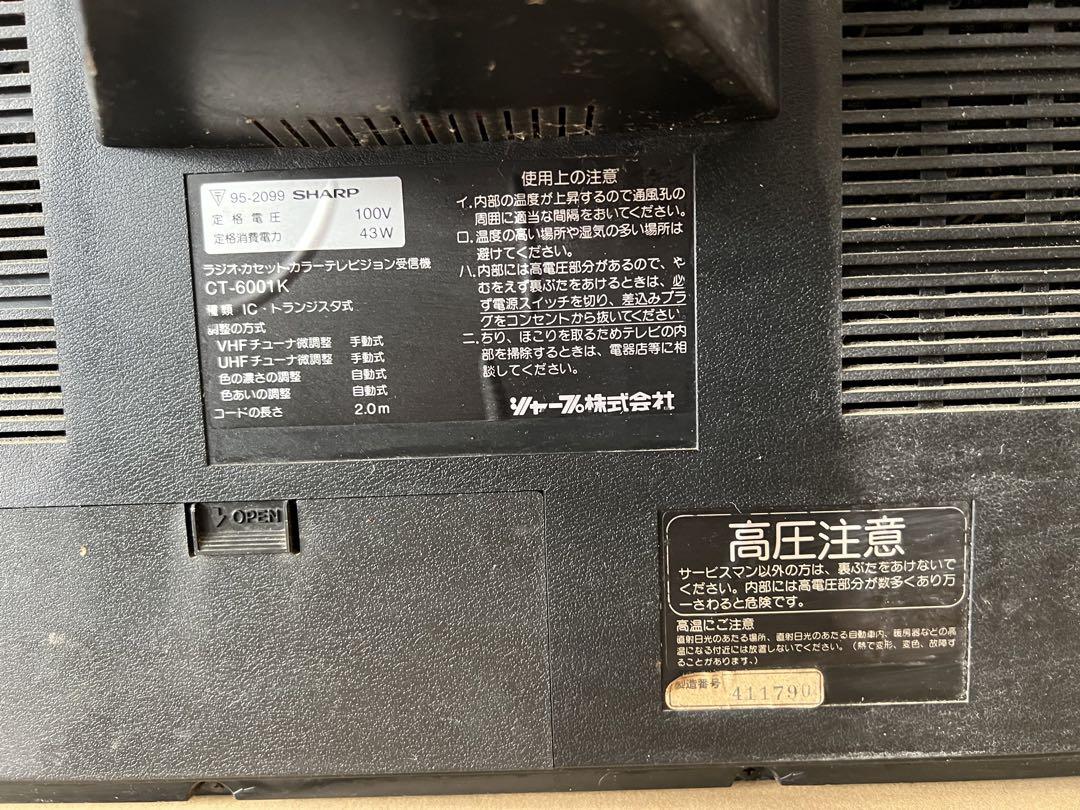 95-2099 SHARP
定格電圧 100V
定格消費電力 43W
ラジオ・カセット・カラーテレビジョン受信機
CT-6001K
種類 IC・トランジスタ式
調整の方式
VHFチューナ微調整 手動式
UHFチューナ微調整 手動式
色の濃さの調整 自動式
色あいの調整 自動式
コードの長さ 2.0m
使用上の注意
イ.内部の温度が上昇するので通風孔の
周囲に適当な間隔をおいてください。
ロ.温度の高い場所や湿気の多い場所は
避けてください。
ハ.内部には高電圧部分があるので、や
むをえず裏ぶたをあけるときは、必
ず電源スイッチを切り、差込みプラ
グをコンセントから抜いてください
ニ.ちり、ほこりを取るためテレビの内
部を掃除するときは、電器店等に相
談してください。
シャープ株式会社
OPEN
高圧注意
サービスマン以外の方は、裏ぶたをあけないで
ください。内部には高電圧部分が数多くあり万
一さわると危険です。
高温にご注意
直射日光のあたる場所、直射日光のあたる自動車内、暖房器などの高
温になる付近には放置しないでください。(熱で変形、変色、故障す
ることがあります。)
製造番号 411790